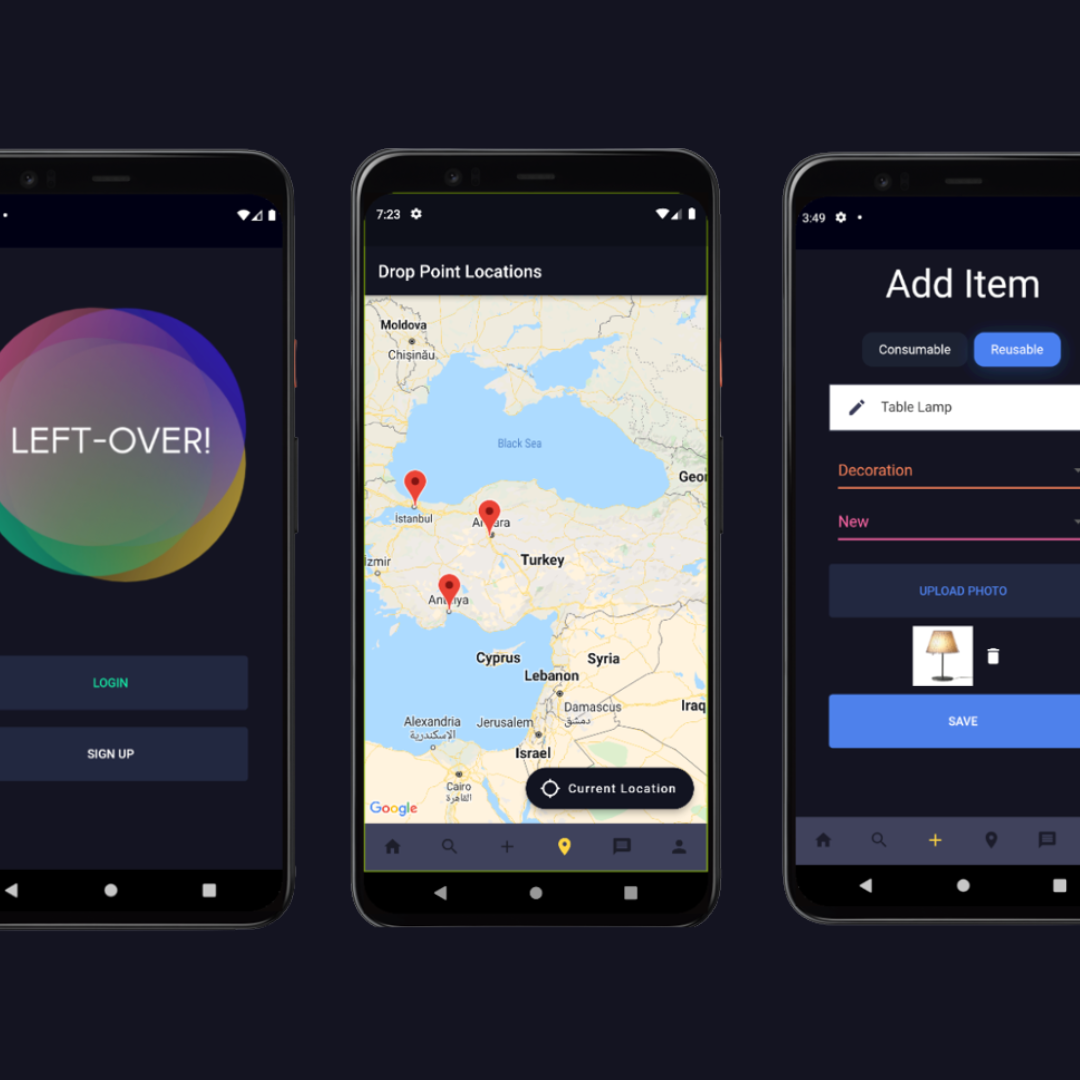 LEFT-OVER!
LOGIN
SIGN UP
7:23
Drop Point Locations
Moldova
Chișinău
Black Sea
Geor
Istanbul
Ankara
Turkey
İzmir
Antalya
Cyprus
Syria
Lebanon
Iraq
Damascus
دمشق
Alexandria
الإسكندرية
Jerusalem
Israel
Cairo
القاهرة
Current Location
Google
3:49
Add Item
Consumable
Reusable
Table Lamp
Decoration
New
UPLOAD PHOTO
SAVE